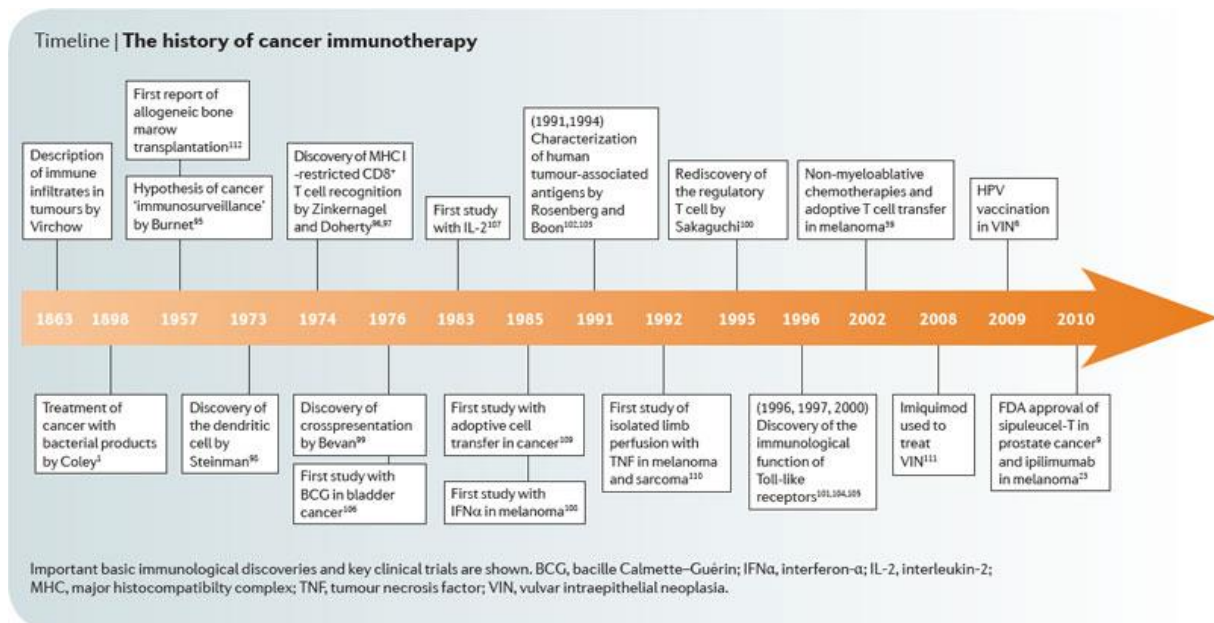 Timeline | The history of cancer immunotherapy
First report of
allogeneic bone
marow
transplantation¹¹²
Description
of immune
infiltrates in
tumours by
Virchow
Hypothesis of cancer
‘immunosurveillance’
by Burnet⁹⁵
Discovery of MHC I
-restricted CD8⁺
T cell recognition
by Zinkernagel
and Doherty⁹⁶,⁹⁷
First study
with IL-2¹⁰⁷
(1991,1994)
Characterization
of human
tumour-associated
antigens by
Rosenberg and
Boon¹⁰²,¹⁰³
Rediscovery of
the regulatory
T cell by
Sakaguchi¹⁰⁰
Non-myeloablative
chemotherapies and
adoptive T cell transfer
in melanoma⁵⁹
HPV
vaccination
in VIN⁶
1863 1898 1957 1973 1974 1976 1983 1985 1991 1992 1995 1996 2002 2008 2009 2010
Treatment of
cancer with
bacterial products
by Coley¹
Discovery of
the dendritic
cell by
Steinman⁹⁸
Discovery of
crosspresentation
by Bevan⁹⁹
First study with
BCG in bladder
cancer¹⁰⁶
First study with
adoptive cell
transfer in cancer¹⁰⁹
First study with
IFNα in melanoma¹⁰⁸
First study of
isolated limb
perfusion with
TNF in melanoma
and sarcoma¹¹⁰
(1996, 1997, 2000)
Discovery of the
immunological
function of
Toll-like
receptors¹⁰¹,¹⁰⁴,¹⁰⁵
Imiquimod
used to
treat
VIN¹¹¹
FDA approval of
sipuleucel-T in
prostate cancer⁹
and ipilimumab
in melanoma²³
Important basic immunological discoveries and key clinical trials are shown. BCG, bacille Calmette–Guérin; IFNα, interferon-α; IL-2, interleukin-2;
MHC, major histocompatibilty complex; TNF, tumour necrosis factor; VIN, vulvar intraepithelial neoplasia.